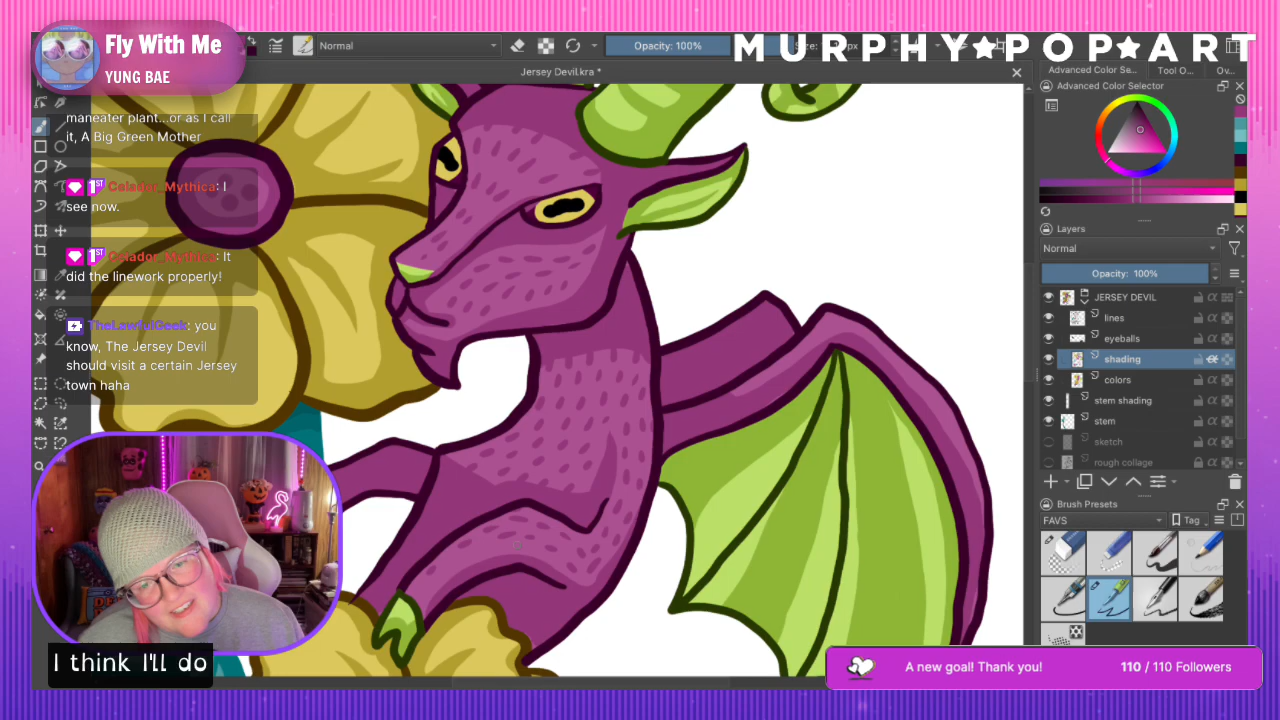 Fly With Me
YUNG BAE
Normal
Opacity: 100%
MURPHY★POP★ART
Jersey Devil.kra *
maneater plant...or as I call
it, A Big Green Mother
Celador_Mythica: I
see now.
Celador_Mythica: It
did the linework properly!
TheLawfulGeek: you
know, The Jersey Devil
should visit a certain Jersey
town haha
I think I'll do
Advanced Color Se...
Tool O...
Ov...
Advanced Color Selector
Layers
Normal
Opacity: 100%
JERSEY DEVIL
lines
eyeballs
shading
colors
stem shading
stem
sketch
rough collage
Brush Presets
FAVS
Tag
A new goal! Thank you!
110 / 110 Followers